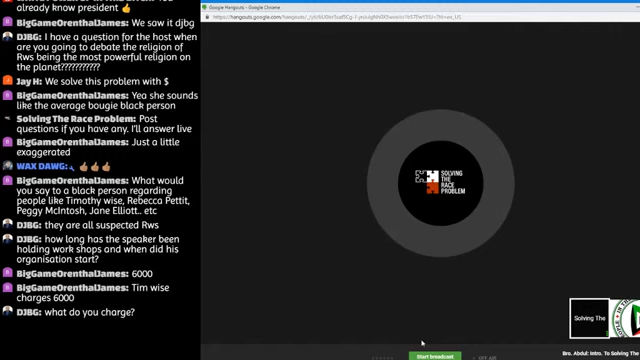 already know president 👍
BigGameOrenthalJames: We saw it djbg
DJBG: I have a question for the host when
are you going to debate the religion of
Rws being the most powerful religion on
the planet???????????
Jay H: We solve this problem with $
BigGameOrenthalJames: Yea she sounds
like the average bougie black person
Solving The Race Problem: Post
questions if you have any. I'll answer live
BigGameOrenthalJames: Just a little
exaggerated
WAX DAWG: 👍🏽👍🏽👍🏽
BigGameOrenthalJames: What would
you say to a black person regarding
people like Timothy wise, Rebecca Pettit,
Peggy McIntosh, Jane Elliott.. etc
DJBG: they are all suspected Rws
DJBG: how long has the speaker been
holding work shops and when did his
organisation start?
BigGameOrenthalJames: 6000
BigGameOrenthalJames: Tim wise
charges 6000
DJBG: what do you charge?
Google Hangouts - Google Chrome
https://hangouts.google.com/hangouts/
SOLVING
THE
RACE
PROBLEM
Solving The
Start broadcast
OFF AIR
Bro. Abdul: Intro. To Solving The